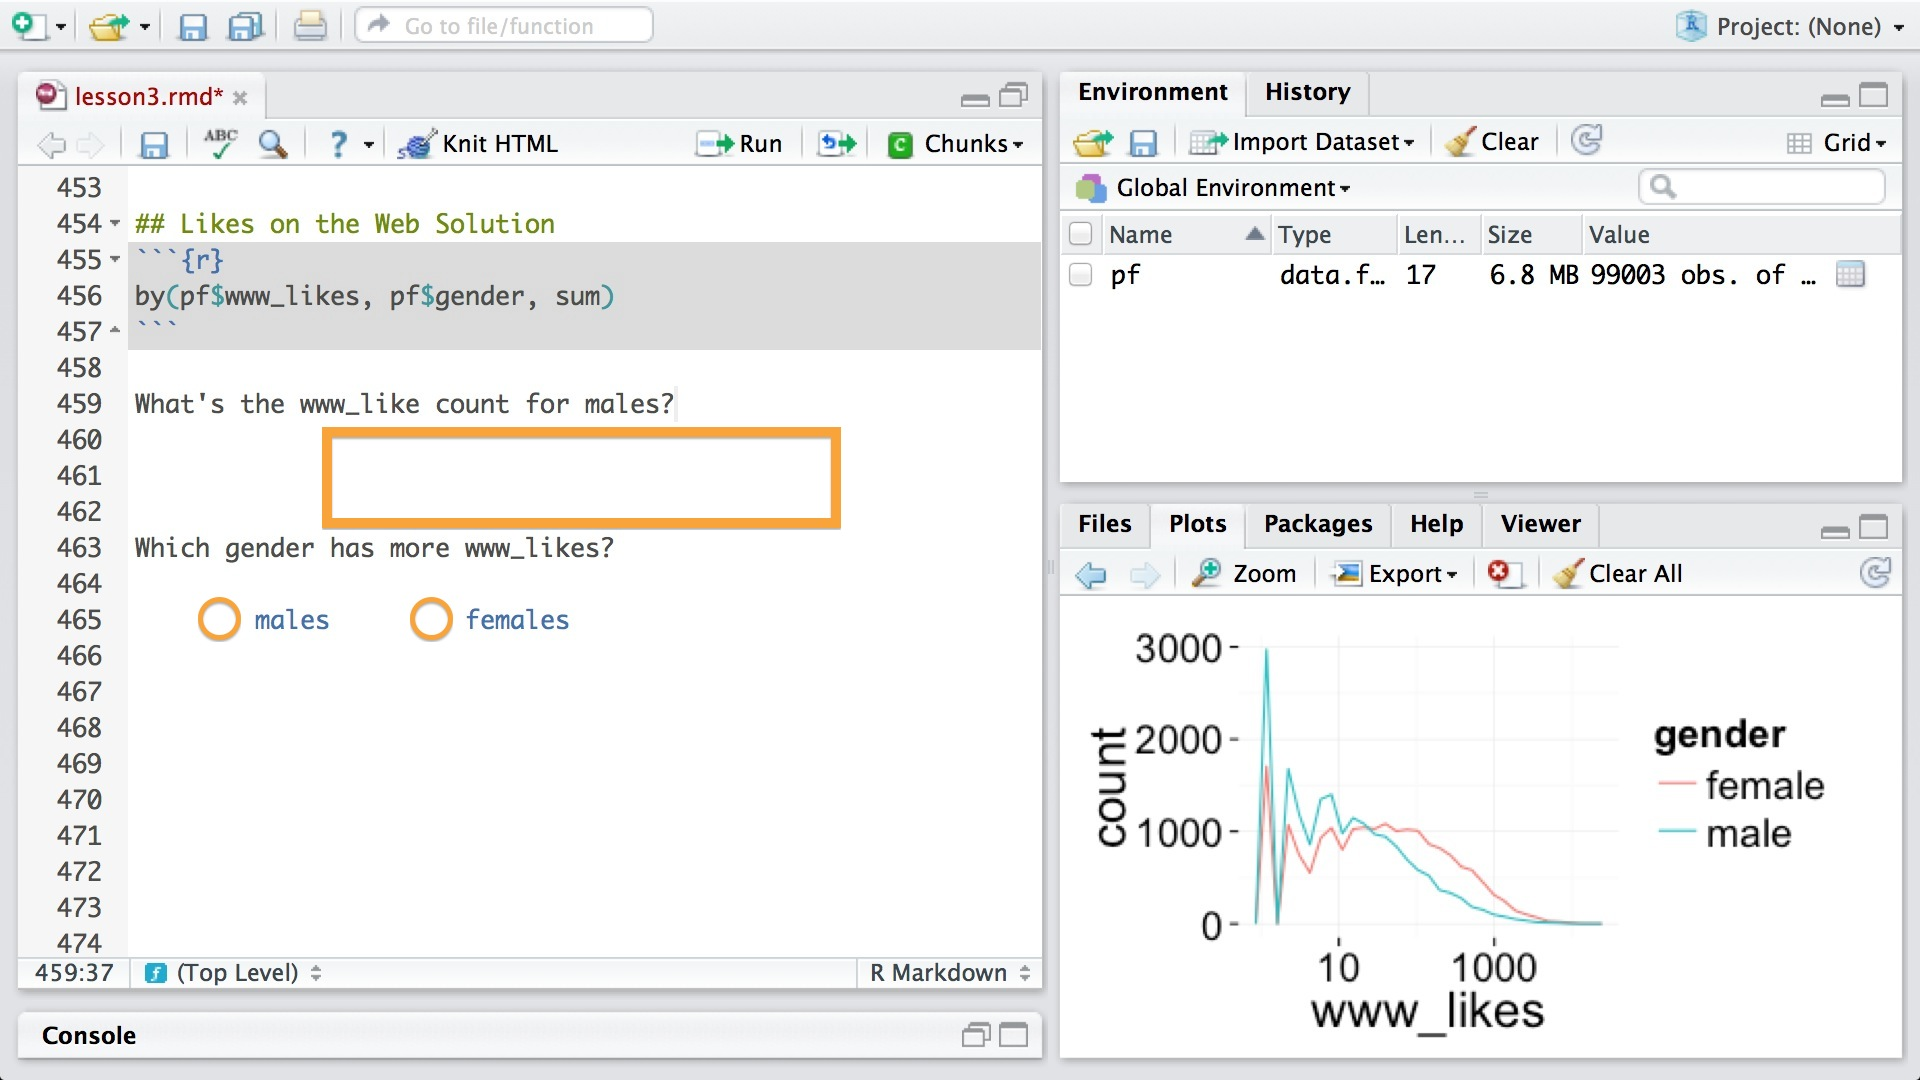 Go to file/function
Project: (None)
lesson3.rmd*
ABC
?
Knit HTML
Run
C Chunks
453
454 ## Likes on the Web Solution
455 ```{r}
456 by(pf$www_likes, pf$gender, sum)
457 ```
458
459 What's the www_like count for males?
460
461
462
463 Which gender has more www_likes?
464
465 males females
466
467
468
469
470
471
472
473
474
459:37 (Top Level) R Markdown
Console
Environment History
Import Dataset Clear Grid
Global Environment
Name Type Len... Size Value
pf data.f… 17 6.8 MB 99003 obs. of …
Files Plots Packages Help Viewer
Zoom Export Clear All
3000
2000
1000
0
count
10 1000
www_likes
gender
female
male